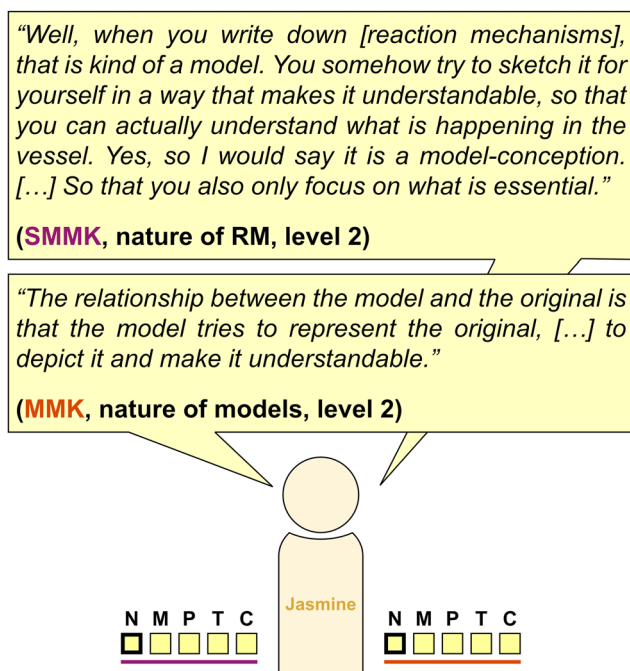 “Well, when you write down [reaction mechanisms],
that is kind of a model. You somehow try to sketch it for
yourself in a way that makes it understandable, so that
you can actually understand what is happening in the
vessel. Yes, so I would say it is a model-conception.
[…] So that you also only focus on what is essential.”
(SMMK, nature of RM, level 2)
“The relationship between the model and the original is
that the model tries to represent the original, […] to
depict it and make it understandable.”
(MMK, nature of models, level 2)
Jasmine
N M P T C
N M P T C